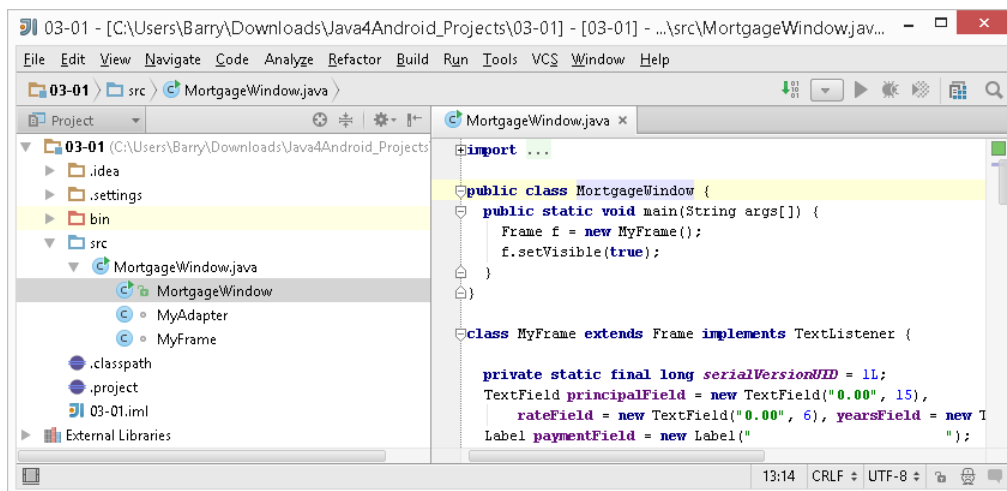 03-01 - [C:\Users\Barry\Downloads\Java4Android_Projects\03-01] - [03-01] - ...\src\MortgageWindow.jav...
File Edit View Navigate Code Analyze Refactor Build Run Tools VCS Window Help
03-01 src MortgageWindow.java
Project
MortgageWindow.java ×
03-01 (C:\Users\Barry\Downloads\Java4Android_Projects
.idea
.settings
bin
src
MortgageWindow.java
MortgageWindow
MyAdapter
MyFrame
.classpath
.project
03-01.iml
External Libraries
import ...
public class MortgageWindow {
public static void main(String args[]) {
Frame f = new MyFrame();
f.setVisible(true);
}
}
class MyFrame extends Frame implements TextListener {
private static final long serialVersionUID = 1L;
TextField principalField = new TextField("0.00", 15),
rateField = new TextField("0.00", 6), yearsField = new T
Label paymentField = new Label(" ");
13:14 CRLF UTF-8